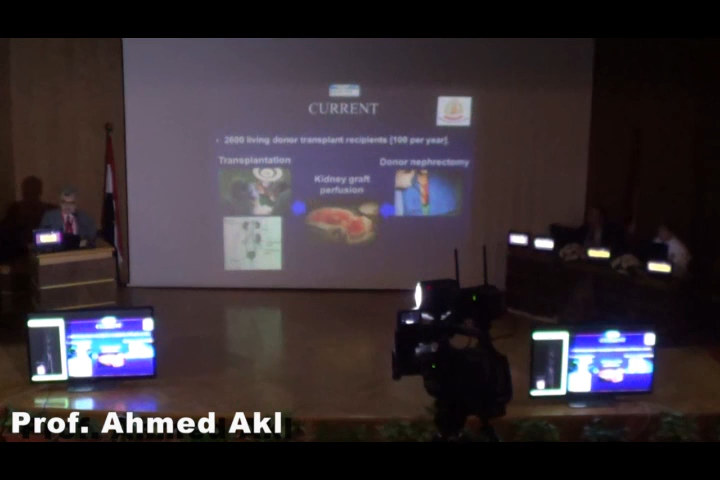 CURRENT
• 2600 living donor transplant recipients [100 per year]
Transplantation
Donor nephrectomy
Kidney graft
perfusion
Prof. Ahmed Akl